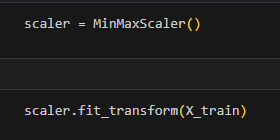 scaler = MinMaxScaler()
scaler.fit_transform(X_train)